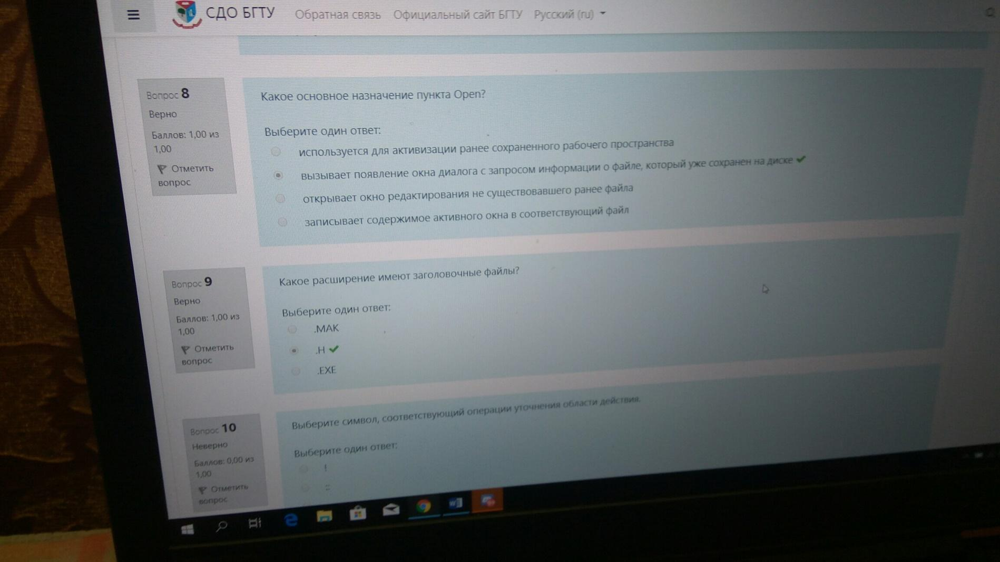 СДО БГТУ Обратная связь Официальный сайт БГТУ Русский (ru)
Вопрос 8
Верно
Баллов: 1,00 из
1,00
Отметить
вопрос
Какое основное назначение пункта Open?
Выберите один ответ:
используется для активизации ранее сохраненного рабочего пространства
вызывает появление окна диалога с запросом информации о файле, который уже сохранен на диске
открывает окно редактирования не существовавшего ранее файла
записывает содержимое активного окна в соответствующий файл
Вопрос 9
Верно
Баллов: 1,00 из
1,00
Отметить
вопрос
Какое расширение имеют заголовочные файлы?
Выберите один ответ:
.MAK
.H
.EXE
Вопрос 10
Неверно
Баллов: 0,00 из
1,00
Отметить
вопрос
Выберите символ, соответствующий операции уточнения области действия.
Выберите один ответ:
!
::